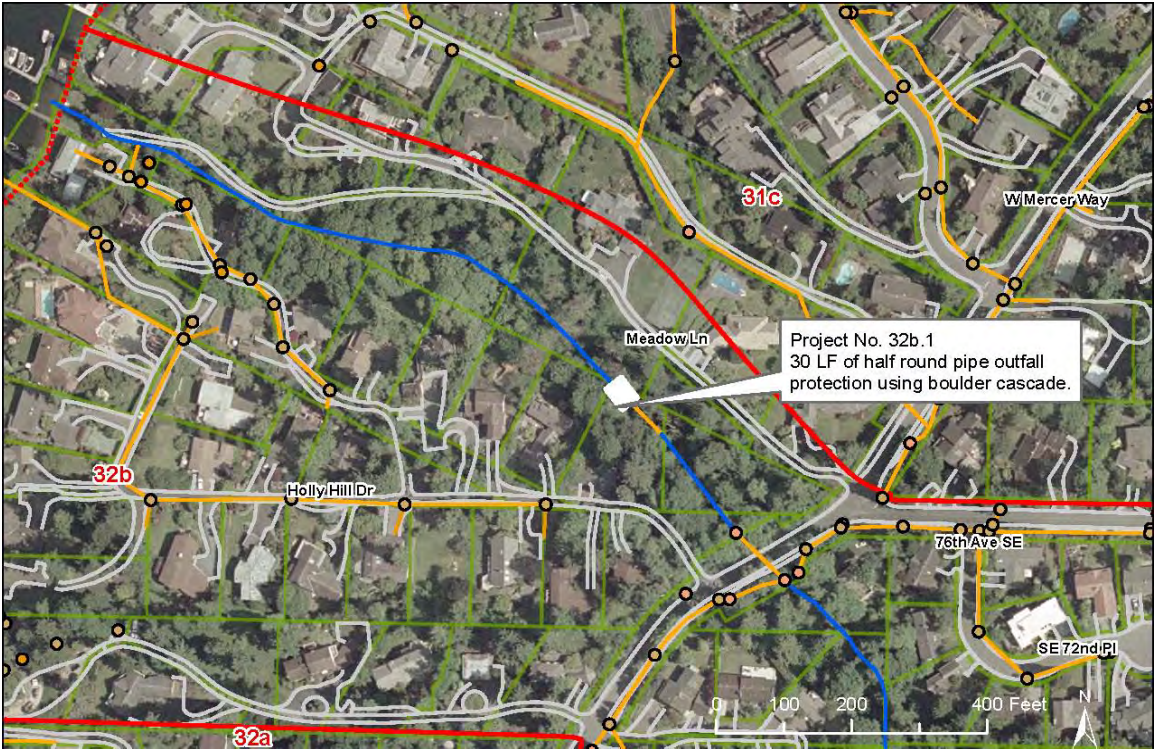 31c
W Mercer Way
Meadow Ln
Project No. 32b.1
30 LF of half round pipe outfall
protection using boulder cascade.
32b
Holly Hill Dr
76th Ave SE
SE 72nd Pl
0 100 200 400 Feet
N
32a